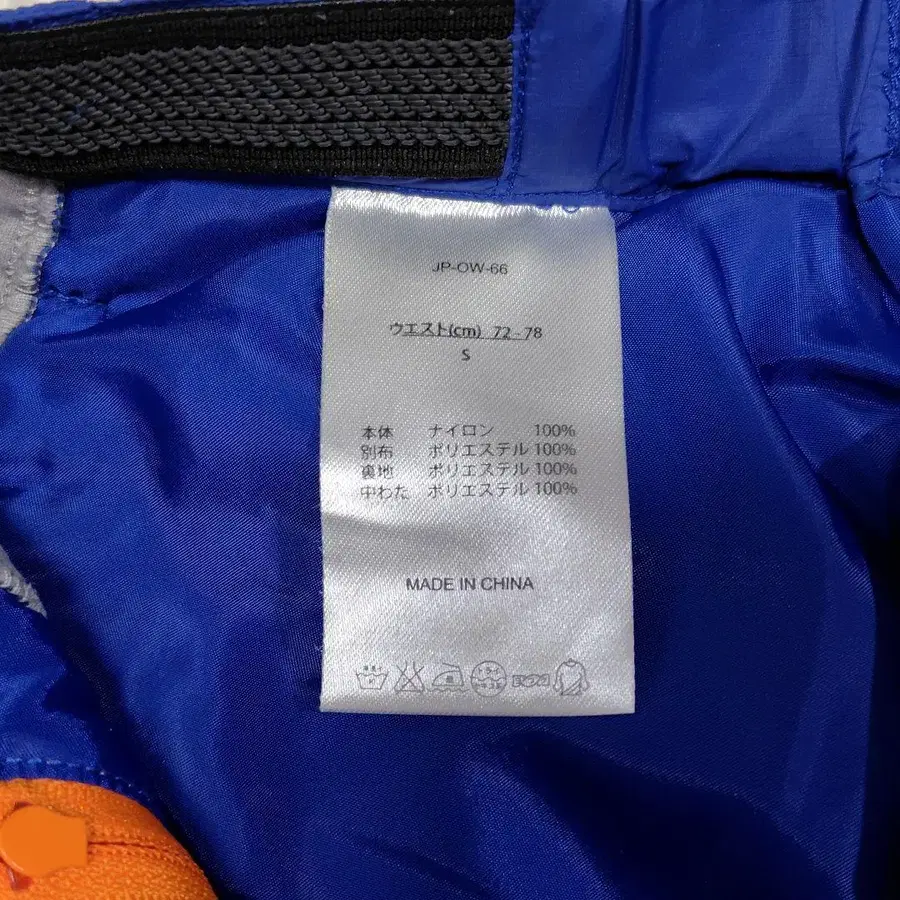 JP-OW-66
ウエスト(cm) 72 - 78
S
本体 ナイロン 100%
別布 ポリエステル 100%
裏地 ポリエステル 100%
中わた ポリエステル 100%
MADE IN CHINA